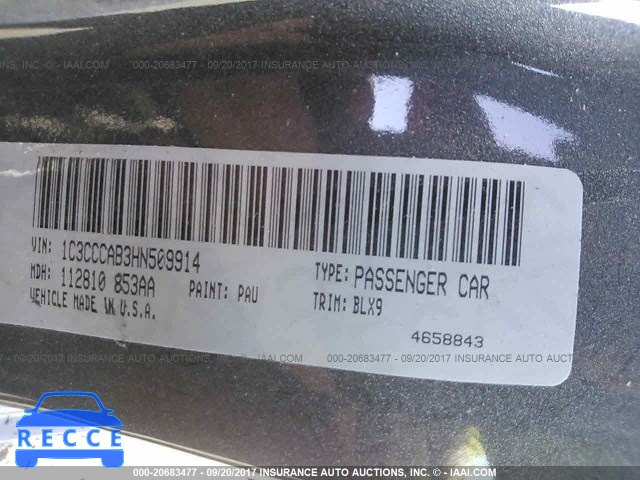 000-20683477 - 09/20/2017 INSURANCE AUTO AUCTIONS, INC. - © IAAI.COM
VIN: 1C3CCCAB3HN509914
MDH: 112810 853AA
PAINT: PAU
VEHICLE MADE IN U.S.A.
TYPE: PASSENGER CAR
TRIM: BLX9
4658843
000-20683477 - 09/20/2017 INSURANCE AUTO AUCTIONS, INC. - © IAAI.COM
RECCE
000-20683477 - 09/20/2017 INSURANCE AUTO AUCTIONS, INC. - © IAAI.COM